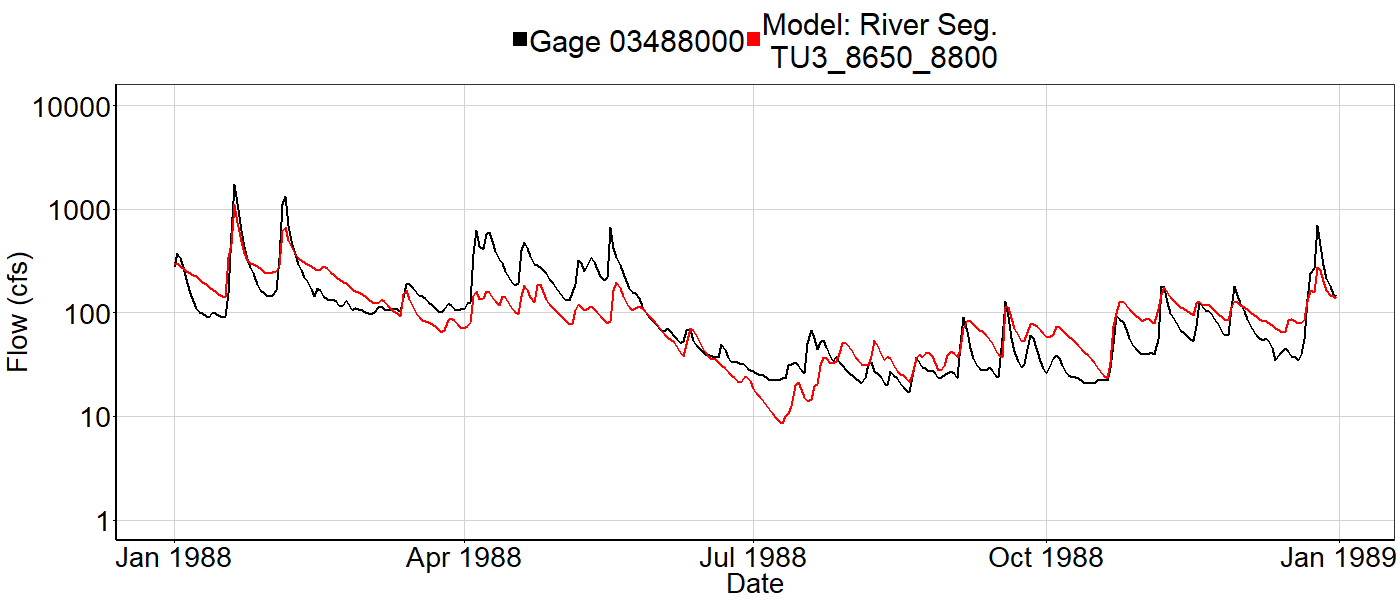 Gage 03488000
Model: River Seg.
TU3_8650_8800
Flow (cfs)
10000
1000
100
10
1
Jan 1988
Apr 1988
Jul 1988
Oct 1988
Jan 1989
Date